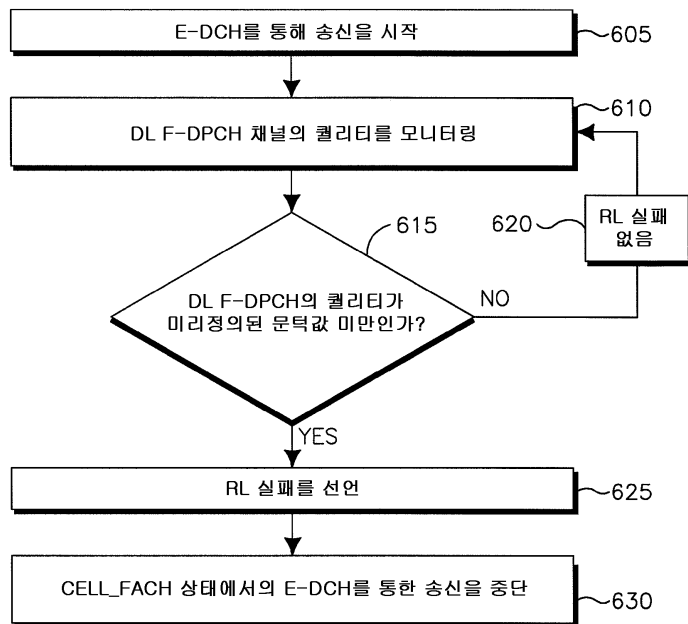 E-DCH를 통해 송신을 시작
605
610
DL F-DPCH 채널의 퀄리티를 모니터링
615
620
RL 실패
없음
DL F-DPCH의 퀄리티가
미리정의된 문턱값 미만인가?
NO
YES
RL 실패를 선언
625
CELL_FACH 상태에서의 E-DCH를 통한 송신을 중단
630